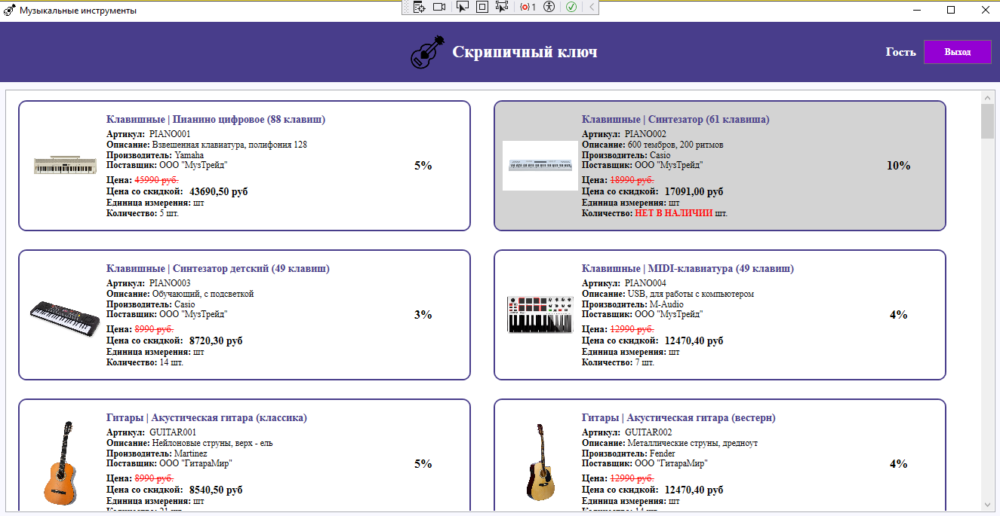 Музыкальные инструменты
1
Скрипичный ключ
Гость
Выход
Клавишные | Пианино цифровое (88 клавиш)
Артикул: PIANO001
Описание: Взвешенная клавиатура, полифония 128
Производитель: Yamaha
Поставщик: ООО "МузТрейд"
5%
Цена: 45990 руб.
Цена со скидкой: 43690,50 руб
Единица измерения: шт
Количество: 5 шт.
Клавишные | Синтезатор (61 клавиша)
Артикул: PIANO002
Описание: 600 тембров, 200 ритмов
Производитель: Casio
Поставщик: ООО "МузТрейд"
10%
Цена: 18990 руб.
Цена со скидкой: 17091,00 руб
Единица измерения: шт
Количество: НЕТ В НАЛИЧИИ шт.
Клавишные | Синтезатор детский (49 клавиш)
Артикул: PIANO003
Описание: Обучающий, с подсветкой
Производитель: Casio
Поставщик: ООО "МузТрейд"
3%
Цена: 8990 руб.
Цена со скидкой: 8720,30 руб
Единица измерения: шт
Количество: 14 шт.
Клавишные | MIDI-клавиатура (49 клавиш)
Артикул: PIANO004
Описание: USB, для работы с компьютером
Производитель: M-Audio
Поставщик: ООО "МузТрейд"
4%
Цена: 12990 руб.
Цена со скидкой: 12470,40 руб
Единица измерения: шт
Количество: 7 шт.
Гитары | Акустическая гитара (классика)
Артикул: GUITAR001
Описание: Нейлоновые струны, верх - ель
Производитель: Martinez
Поставщик: ООО "ГитараМир"
5%
Цена: 8990 руб.
Цена со скидкой: 8540,50 руб
Единица измерения: шт
Количество: 21 шт.
Гитары | Акустическая гитара (вестерн)
Артикул: GUITAR002
Описание: Металлические струны, дредноут
Производитель: Fender
Поставщик: ООО "ГитараМир"
4%
Цена: 12990 руб.
Цена со скидкой: 12470,40 руб
Единица измерения: шт
Количество: 14 шт.